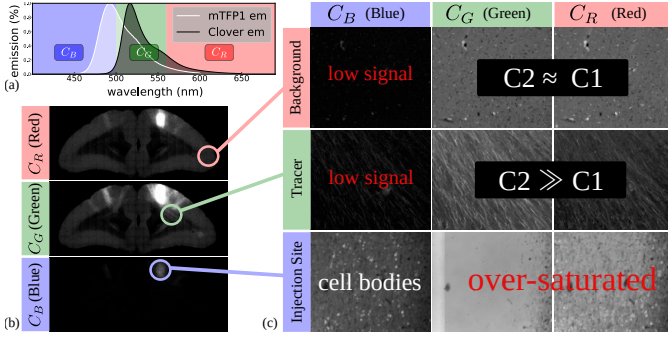 emission (%)
1.0
0.8
0.6
0.4
0.2
0.0
mTFP1 em
Clover em
C_B
C_G
C_R
450
500
550
600
650
wavelength (nm)
(a)
C_R (Red)
C_G (Green)
C_B (Blue)
(b)
C_B (Blue)
C_G (Green)
C_R (Red)
Background
low signal
C2 ≈ C1
Tracer
low signal
C2 ≫ C1
Injection Site
cell bodies
over-saturated
(c)